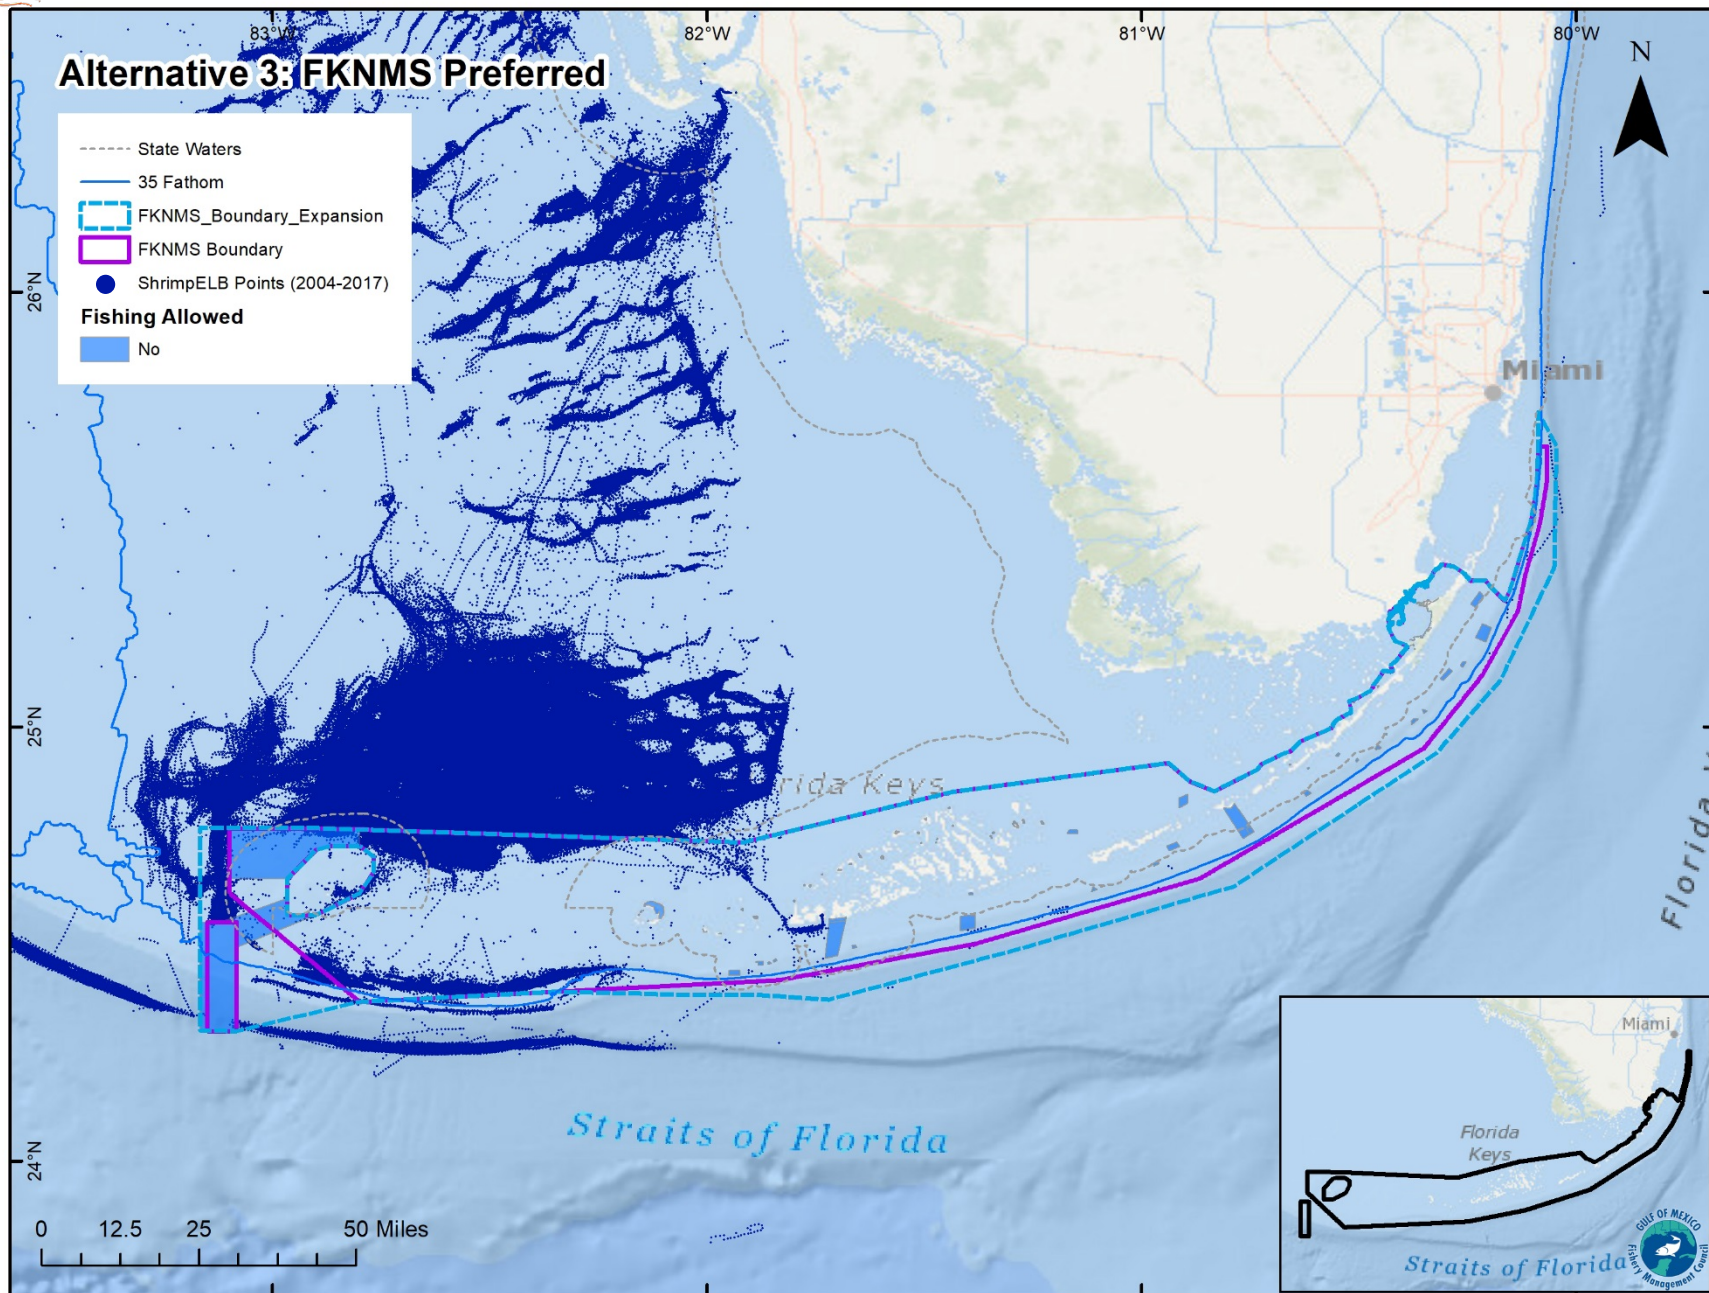 83°W
82°W
81°W
80°W
Alternative 3: FKNMS Preferred
N
State Waters
35 Fathom
FKNMS_Boundary_Expansion
FKNMS Boundary
ShrimpELB Points (2004-2017)
Fishing Allowed
No
26°N
Miami
25°N
rida Keys
Florida
Straits of Florida
24°N
0 12.5 25 50 Miles
Miami
Florida
Keys
Straits of Florida
GULF OF MEXICO
Fishery Management Council